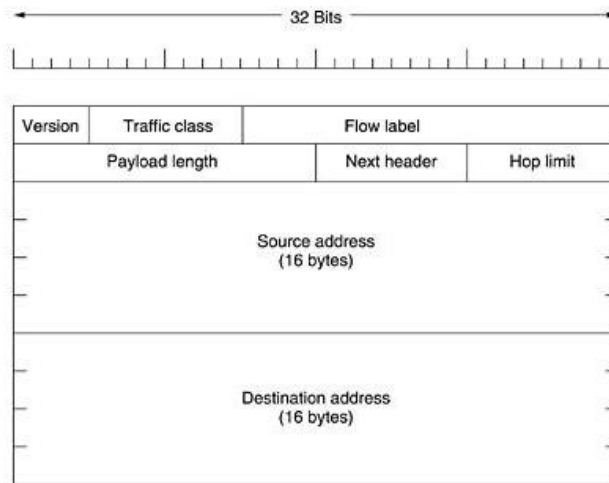 32 Bits
Version Traffic class Flow label
Payload length Next header Hop limit
Source address
(16 bytes)
Destination address
(16 bytes)